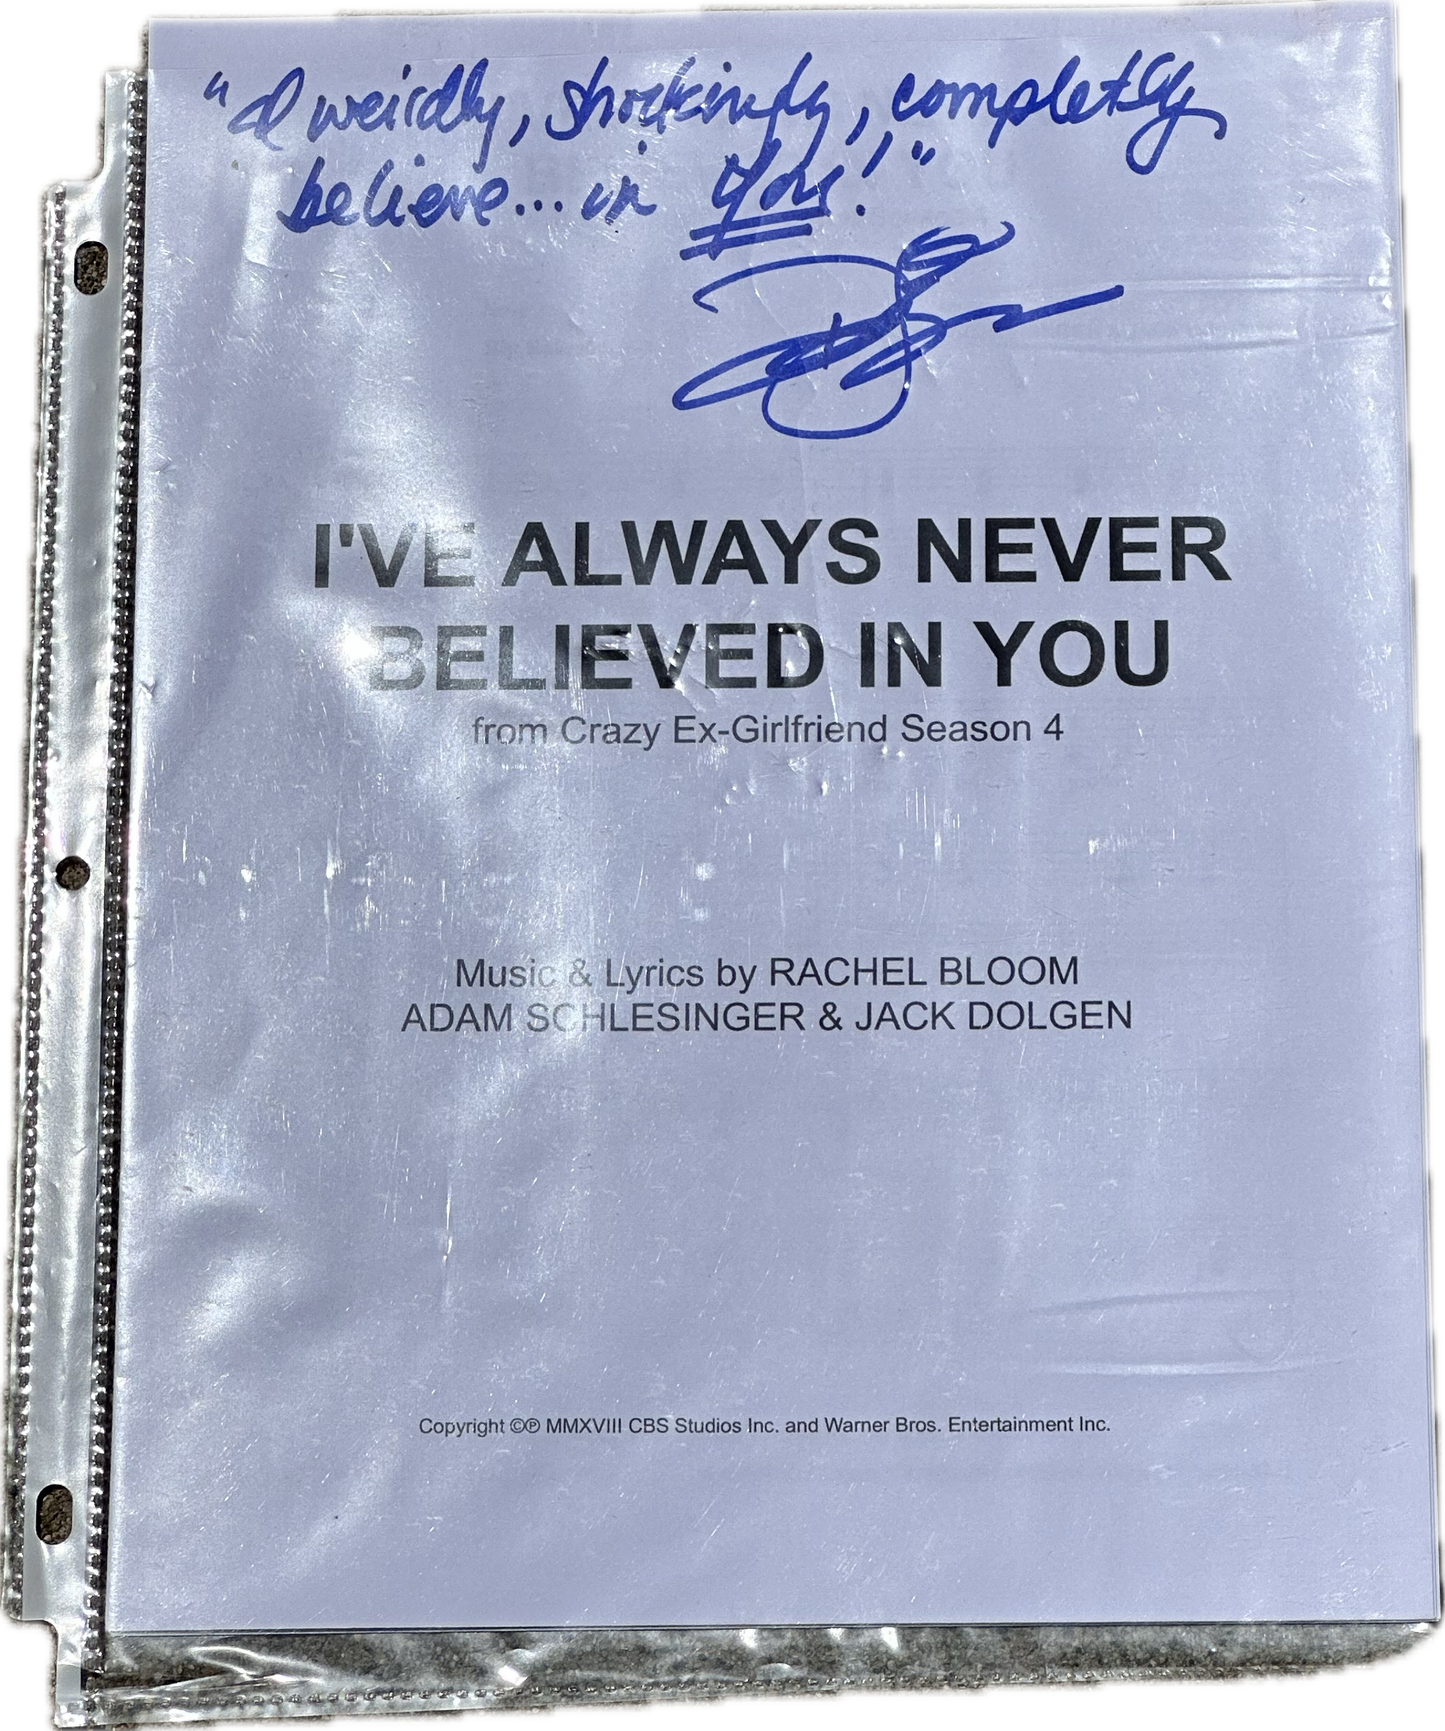 "I weirdly, shockingly, completely
believe... in you!"
I'VE ALWAYS NEVER
BELIEVED IN YOU
from Crazy Ex-Girlfriend Season 4
Music & Lyrics by RACHEL BLOOM
ADAM SCHLESINGER & JACK DOLGEN
Copyright ©℗ MMXVIII CBS Studios Inc. and Warner Bros. Entertainment Inc.